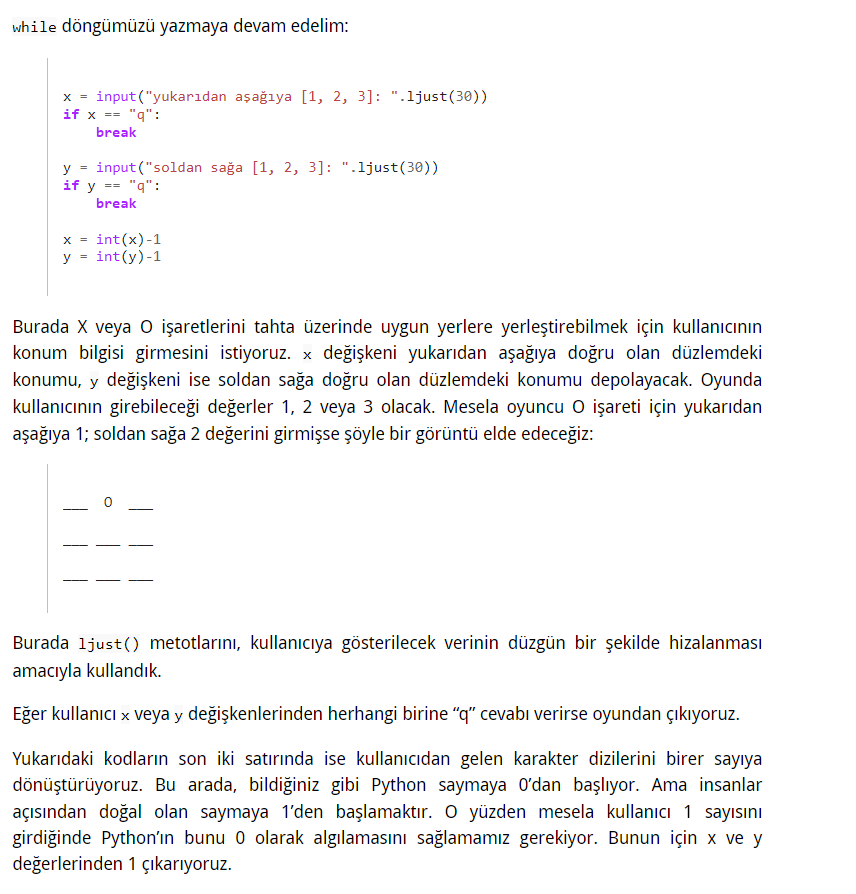 while döngümüzü yazmaya devam edelim:
x = input("yukarıdan aşağıya [1, 2, 3]: ".ljust(30))
if x == "q":
    break
y = input("soldan sağa [1, 2, 3]: ".ljust(30))
if y == "q":
    break
x = int(x)-1
y = int(y)-1
Burada X veya O işaretlerini tahta üzerinde uygun yerlere yerleştirebilmek için kullanıcının
konum bilgisi girmesini istiyoruz. x değişkeni yukarıdan aşağıya doğru olan düzlemdeki
konumu, y değişkeni ise soldan sağa doğru olan düzlemdeki konumu depolayacak. Oyunda
kullanıcının girebileceği değerler 1, 2 veya 3 olacak. Mesela oyuncu O işareti için yukarıdan
aşağıya 1; soldan sağa 2 değerini girmişse şöyle bir görüntü elde edeceğiz:
___  O  ___
___ ___ ___
___ ___ ___
Burada ljust() metotlarını, kullanıcıya gösterilecek verinin düzgün bir şekilde hizalanması
amacıyla kullandık.
Eğer kullanıcı x veya y değişkenlerinden herhangi birine “q” cevabı verirse oyundan çıkıyoruz.
Yukarıdaki kodların son iki satırında ise kullanıcıdan gelen karakter dizilerini birer sayıya
dönüştürüyoruz. Bu arada, bildiğiniz gibi Python saymaya 0’dan başlıyor. Ama insanlar
açısından doğal olan saymaya 1’den başlamaktır. O yüzden mesela kullanıcı 1 sayısını
girdiğinde Python’ın bunu 0 olarak algılamasını sağlamamız gerekiyor. Bunun için x ve y
değerlerinden 1 çıkarıyoruz.